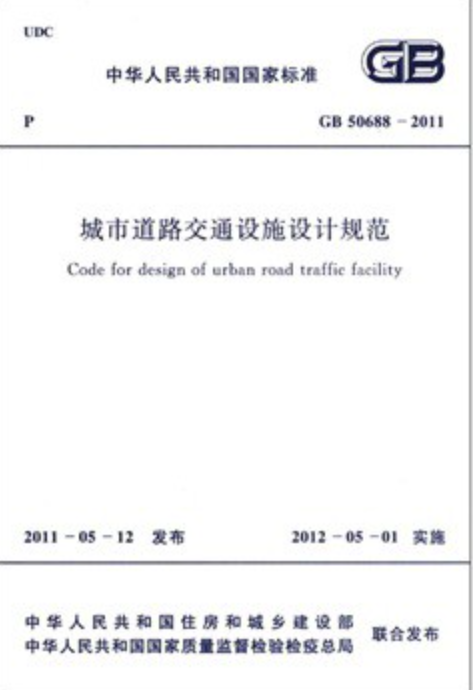 UDC
中华人民共和国国家标准
GB
P
GB 50688－2011
城市道路交通设施设计规范
Code for design of urban road traffic facility
2011－05－12 发布
2012－05－01 实施
中华人民共和国住房和城乡建设部
中华人民共和国国家质量监督检验检疫总局
联合发布